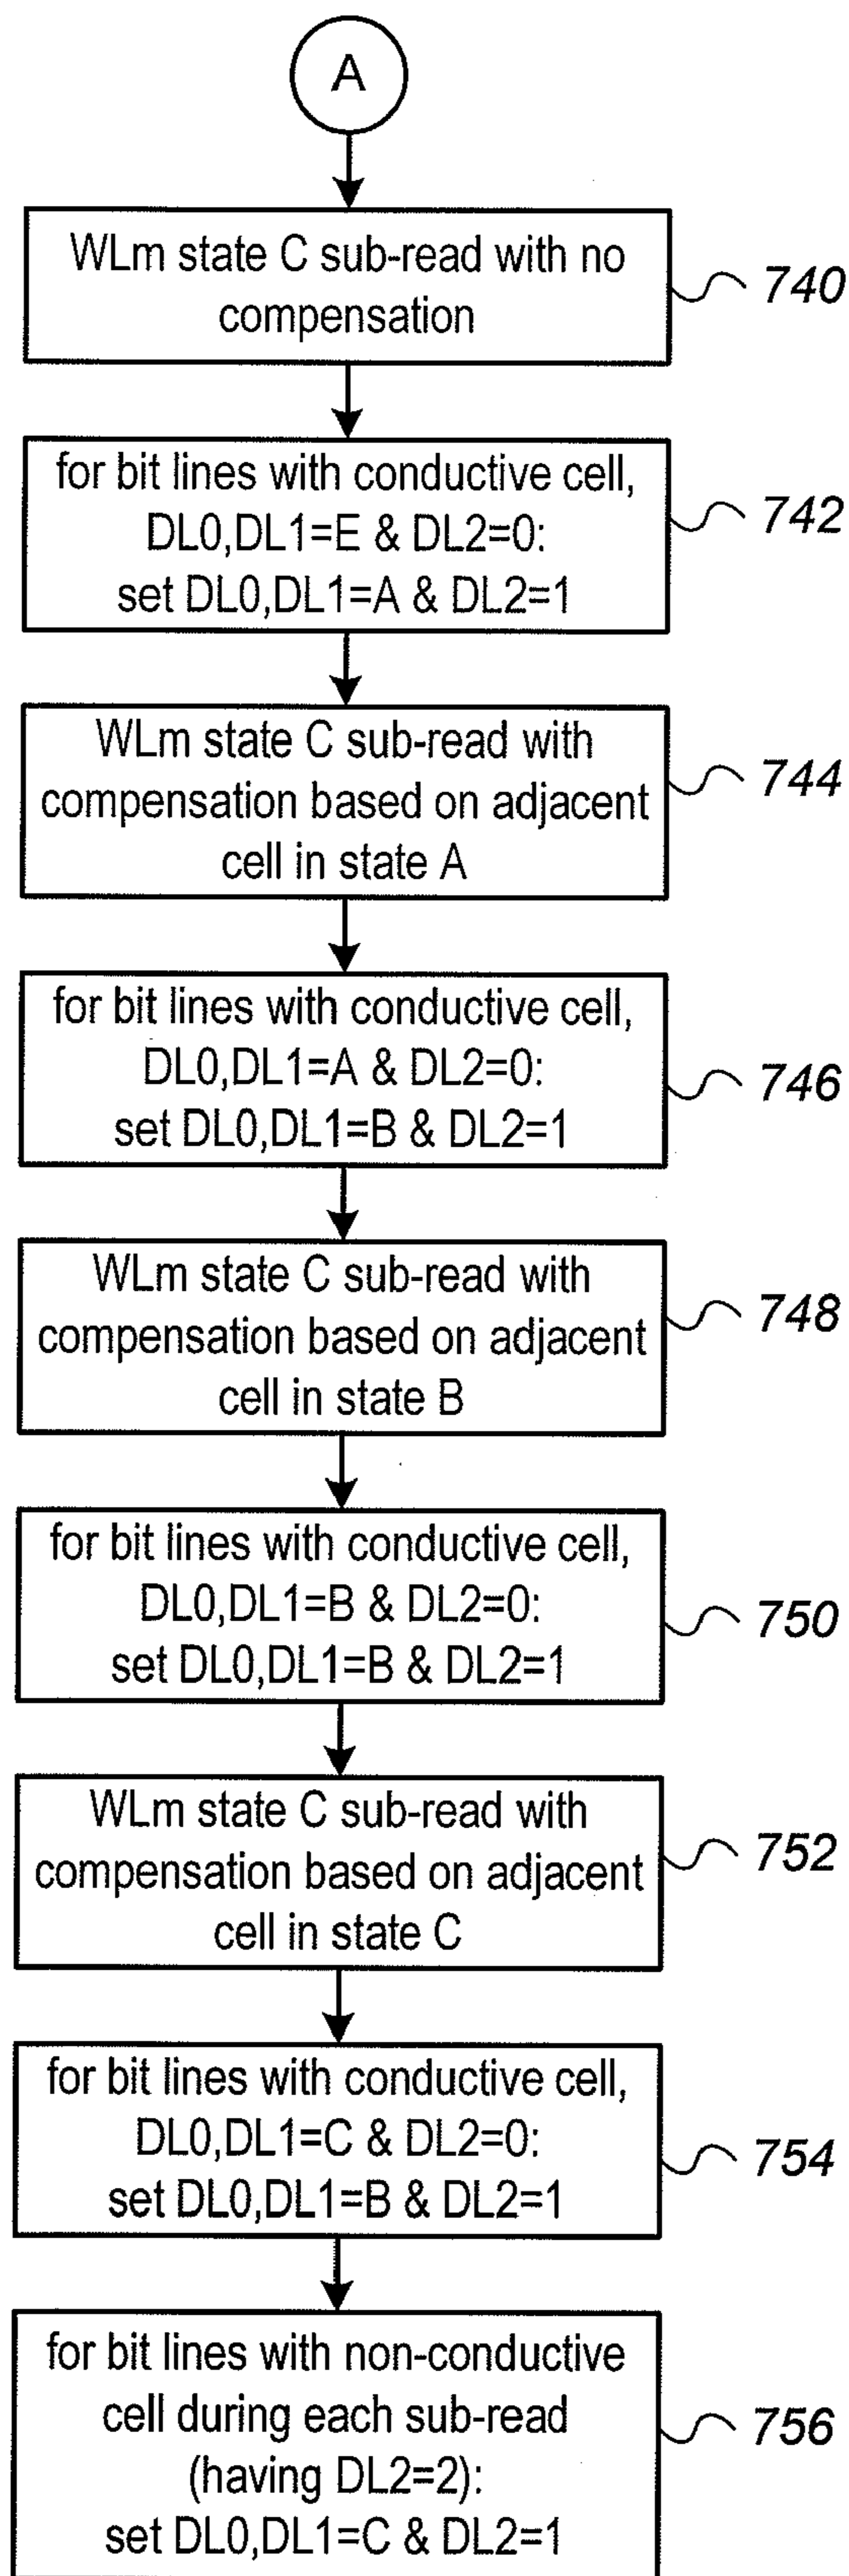 A
WLm state C sub-read with no
compensation
740
for bit lines with conductive cell,
DL0,DL1=E & DL2=0:
set DL0,DL1=A & DL2=1
742
WLm state C sub-read with
compensation based on adjacent
cell in state A
744
for bit lines with conductive cell,
DL0,DL1=A & DL2=0:
set DL0,DL1=B & DL2=1
746
WLm state C sub-read with
compensation based on adjacent
cell in state B
748
for bit lines with conductive cell,
DL0,DL1=B & DL2=0:
set DL0,DL1=B & DL2=1
750
WLm state C sub-read with
compensation based on adjacent
cell in state C
752
for bit lines with conductive cell,
DL0,DL1=C & DL2=0:
set DL0,DL1=B & DL2=1
754
for bit lines with non-conductive
cell during each sub-read
(having DL2=2):
set DL0,DL1=C & DL2=1
756